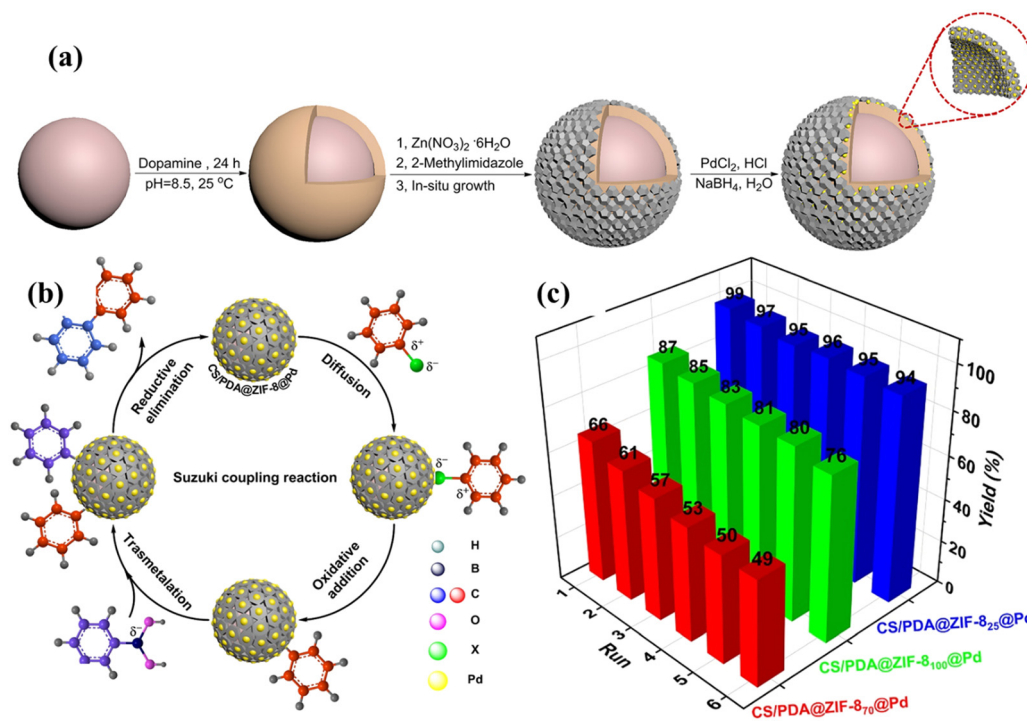 (a)
Dopamine , 24 h
pH=8.5, 25 °C
1, Zn(NO₃)₂ ·6H₂O
2, 2-Methylimidazole
3, In-situ growth
PdCl₂, HCl
NaBH₄, H₂O
(b)
CS/PDA@ZIF-8@Pd
Diffusion
δ⁺
δ⁻
Reductive
elimination
Suzuki coupling reaction
δ⁻
δ⁺
Oxidative
addition
Trasmetalation
δ⁻
H
B
C
O
X
Pd
(c)
99
97
95
96
95
94
87
85
83
81
80
76
66
61
57
53
50
49
100
80
60
40
20
0
Yield (%)
1
2
3
4
5
6
Run
CS/PDA@ZIF-8₂₅@Pd
CS/PDA@ZIF-8₁₀₀@Pd
CS/PDA@ZIF-8₇₀@Pd